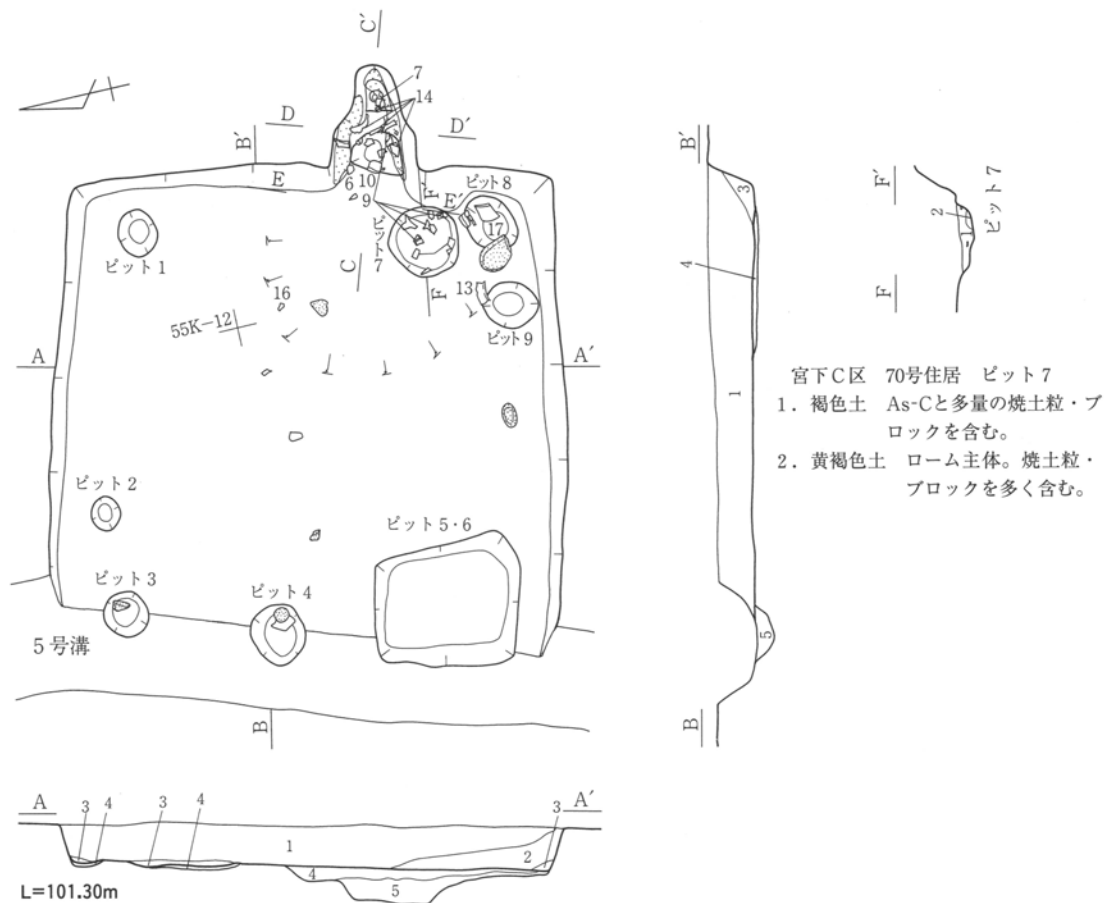 C′
7
14
D
D′
B′
E
6
10
9
F′
E′
ピット8
17
ピット7
ピット1
C
F
13
16
ピット9
55K-12
A
A′
ピット2
ピット5・6
ピット3
ピット4
5号溝
B
B′
3
4
1
5
B
F′
2
ピット7
F
宮下C区 70号住居 ピット7
1．褐色土 As-Cと多量の焼土粒・ブ
ロックを含む。
2．黄褐色土 ローム主体。焼土粒・
ブロックを多く含む。
A
3
4
3
4
3
A′
1
2
4
5
L=101.30m